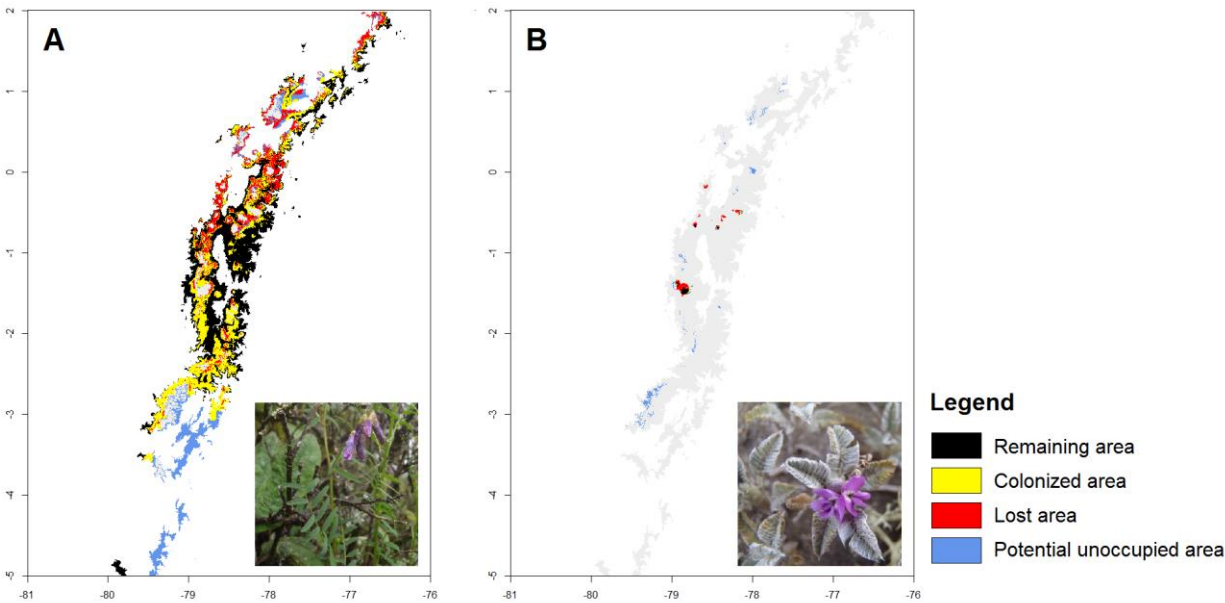 A
2
1
0
-1
-2
-3
-4
-5
-81 -80 -79 -78 -77 -76
B
2
1
0
-1
-2
-3
-4
-5
-81 -80 -79 -78 -77 -76
Legend
Remaining area
Colonized area
Lost area
Potential unoccupied area